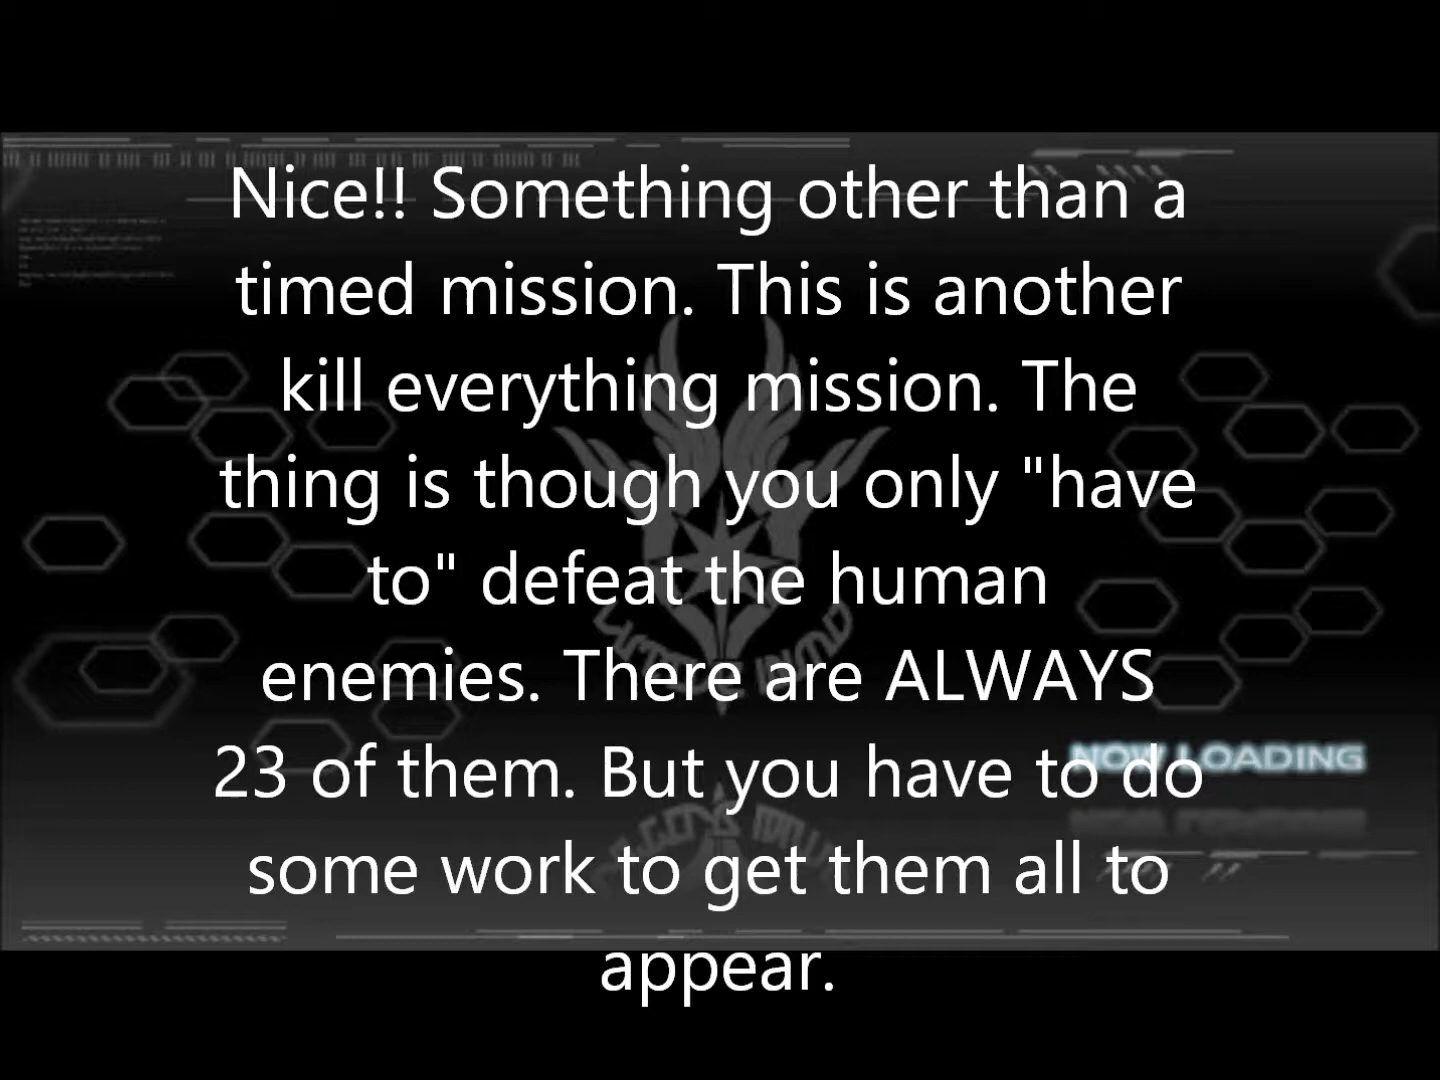 Nice!! Something other than a
timed mission. This is another
kill everything mission. The
thing is though you only "have
to" defeat the human
enemies. There are ALWAYS
23 of them. But you have to do
NOW LOADING
some work to get them all to
appear.